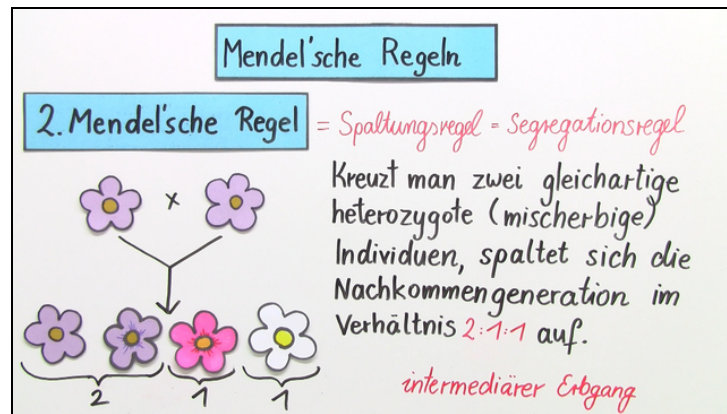 Mendel'sche Regeln
2. Mendel'sche Regel = Spaltungsregel = Segregationsregel
Kreuzt man zwei gleichartige
heterozygote (mischerbige)
Individuen, spaltet sich die
Nachkommengeneration im
Verhältnis 2:1:1 auf.
intermediärer Erbgang
x
2 1 1